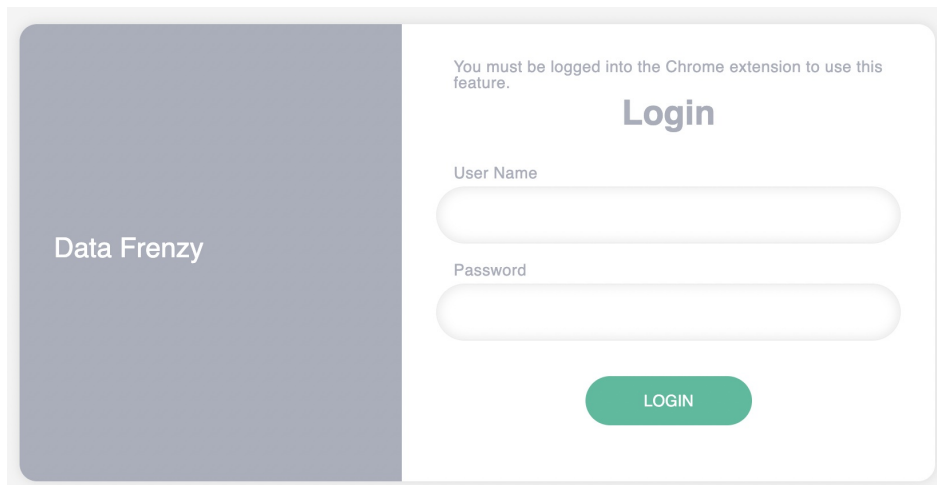 You must be logged into the Chrome extension to use this
feature.
Login
User Name
Data Frenzy
Password
LOGIN